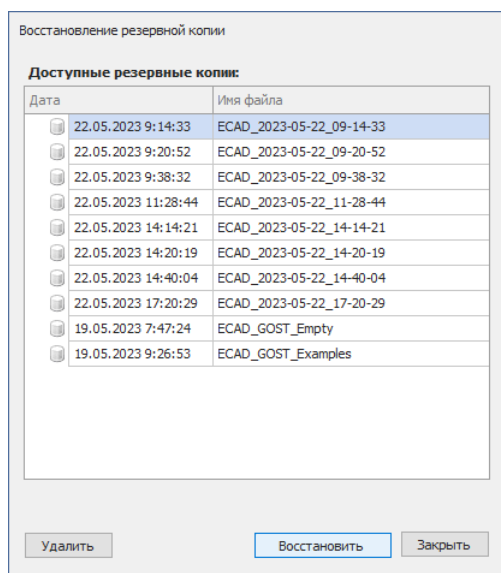 Восстановление резервной копии
Доступные резервные копии:
Дата Имя файла
22.05.2023 9:14:33 ECAD_2023-05-22_09-14-33
22.05.2023 9:20:52 ECAD_2023-05-22_09-20-52
22.05.2023 9:38:32 ECAD_2023-05-22_09-38-32
22.05.2023 11:28:44 ECAD_2023-05-22_11-28-44
22.05.2023 14:14:21 ECAD_2023-05-22_14-14-21
22.05.2023 14:20:19 ECAD_2023-05-22_14-20-19
22.05.2023 14:40:04 ECAD_2023-05-22_14-40-04
22.05.2023 17:20:29 ECAD_2023-05-22_17-20-29
19.05.2023 7:47:24 ECAD_GOST_Empty
19.05.2023 9:26:53 ECAD_GOST_Examples
Удалить Восстановить Закрыть